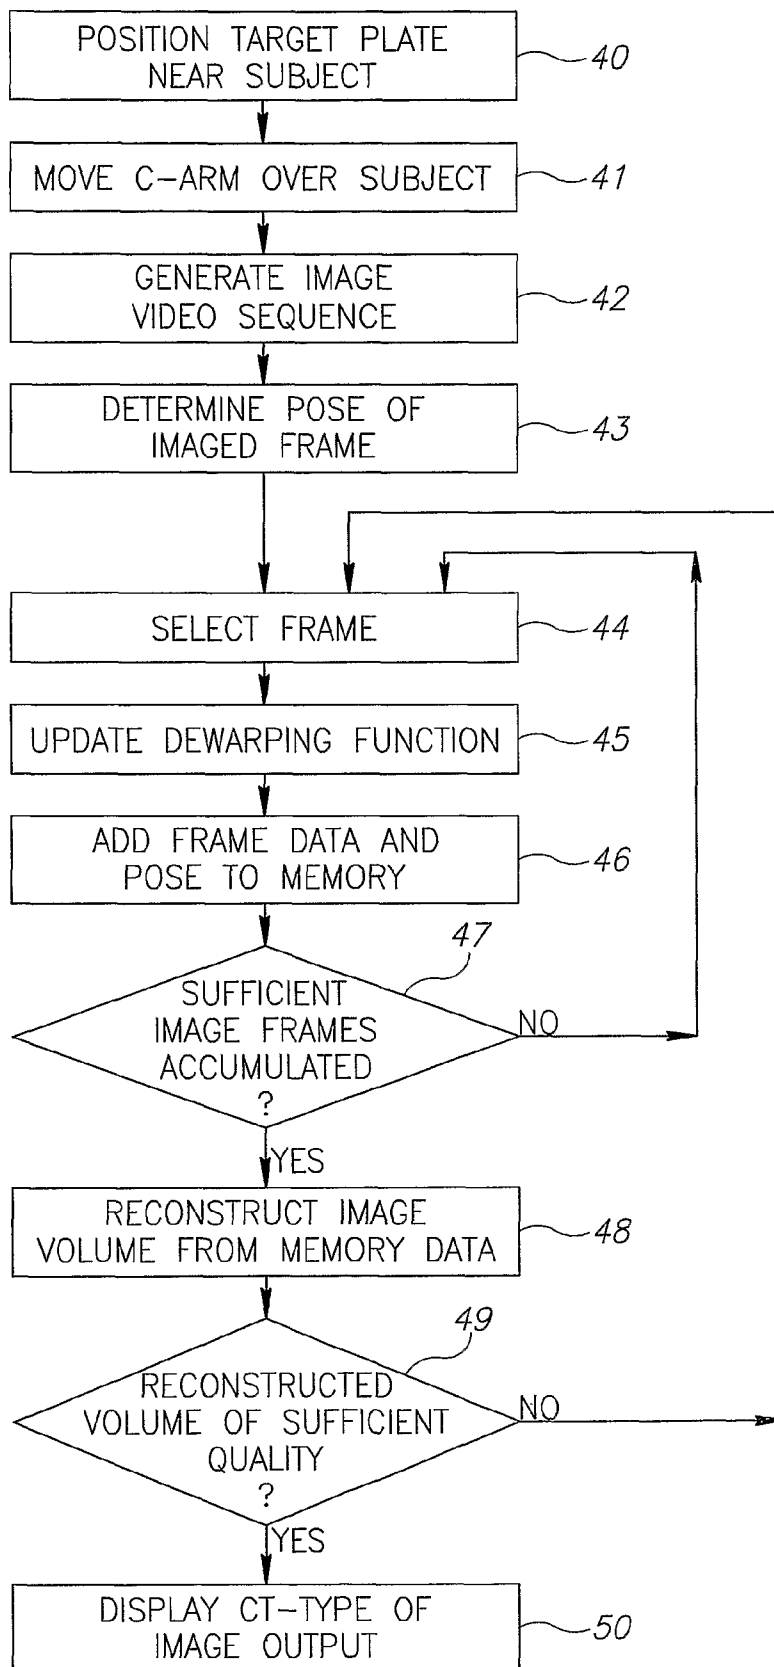 POSITION TARGET PLATE
NEAR SUBJECT
40
MOVE C-ARM OVER SUBJECT
41
GENERATE IMAGE
VIDEO SEQUENCE
42
DETERMINE POSE OF
IMAGED FRAME
43
SELECT FRAME
44
UPDATE DEWARPING FUNCTION
45
ADD FRAME DATA AND
POSE TO MEMORY
46
47
SUFFICIENT
IMAGE FRAMES
ACCUMULATED
?
NO
YES
RECONSTRUCT IMAGE
VOLUME FROM MEMORY DATA
48
49
RECONSTRUCTED
VOLUME OF SUFFICIENT
QUALITY
?
NO
YES
DISPLAY CT-TYPE OF
IMAGE OUTPUT
50